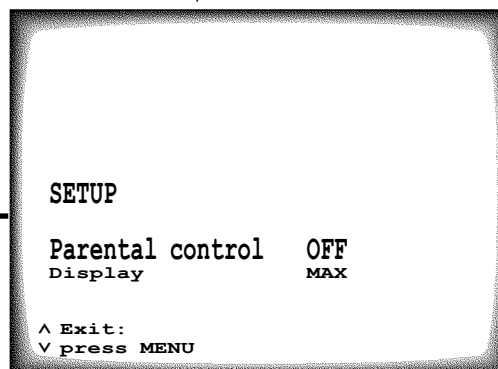 SETUP
Parental control OFF
Display MAX
^ Exit:
v press MENU